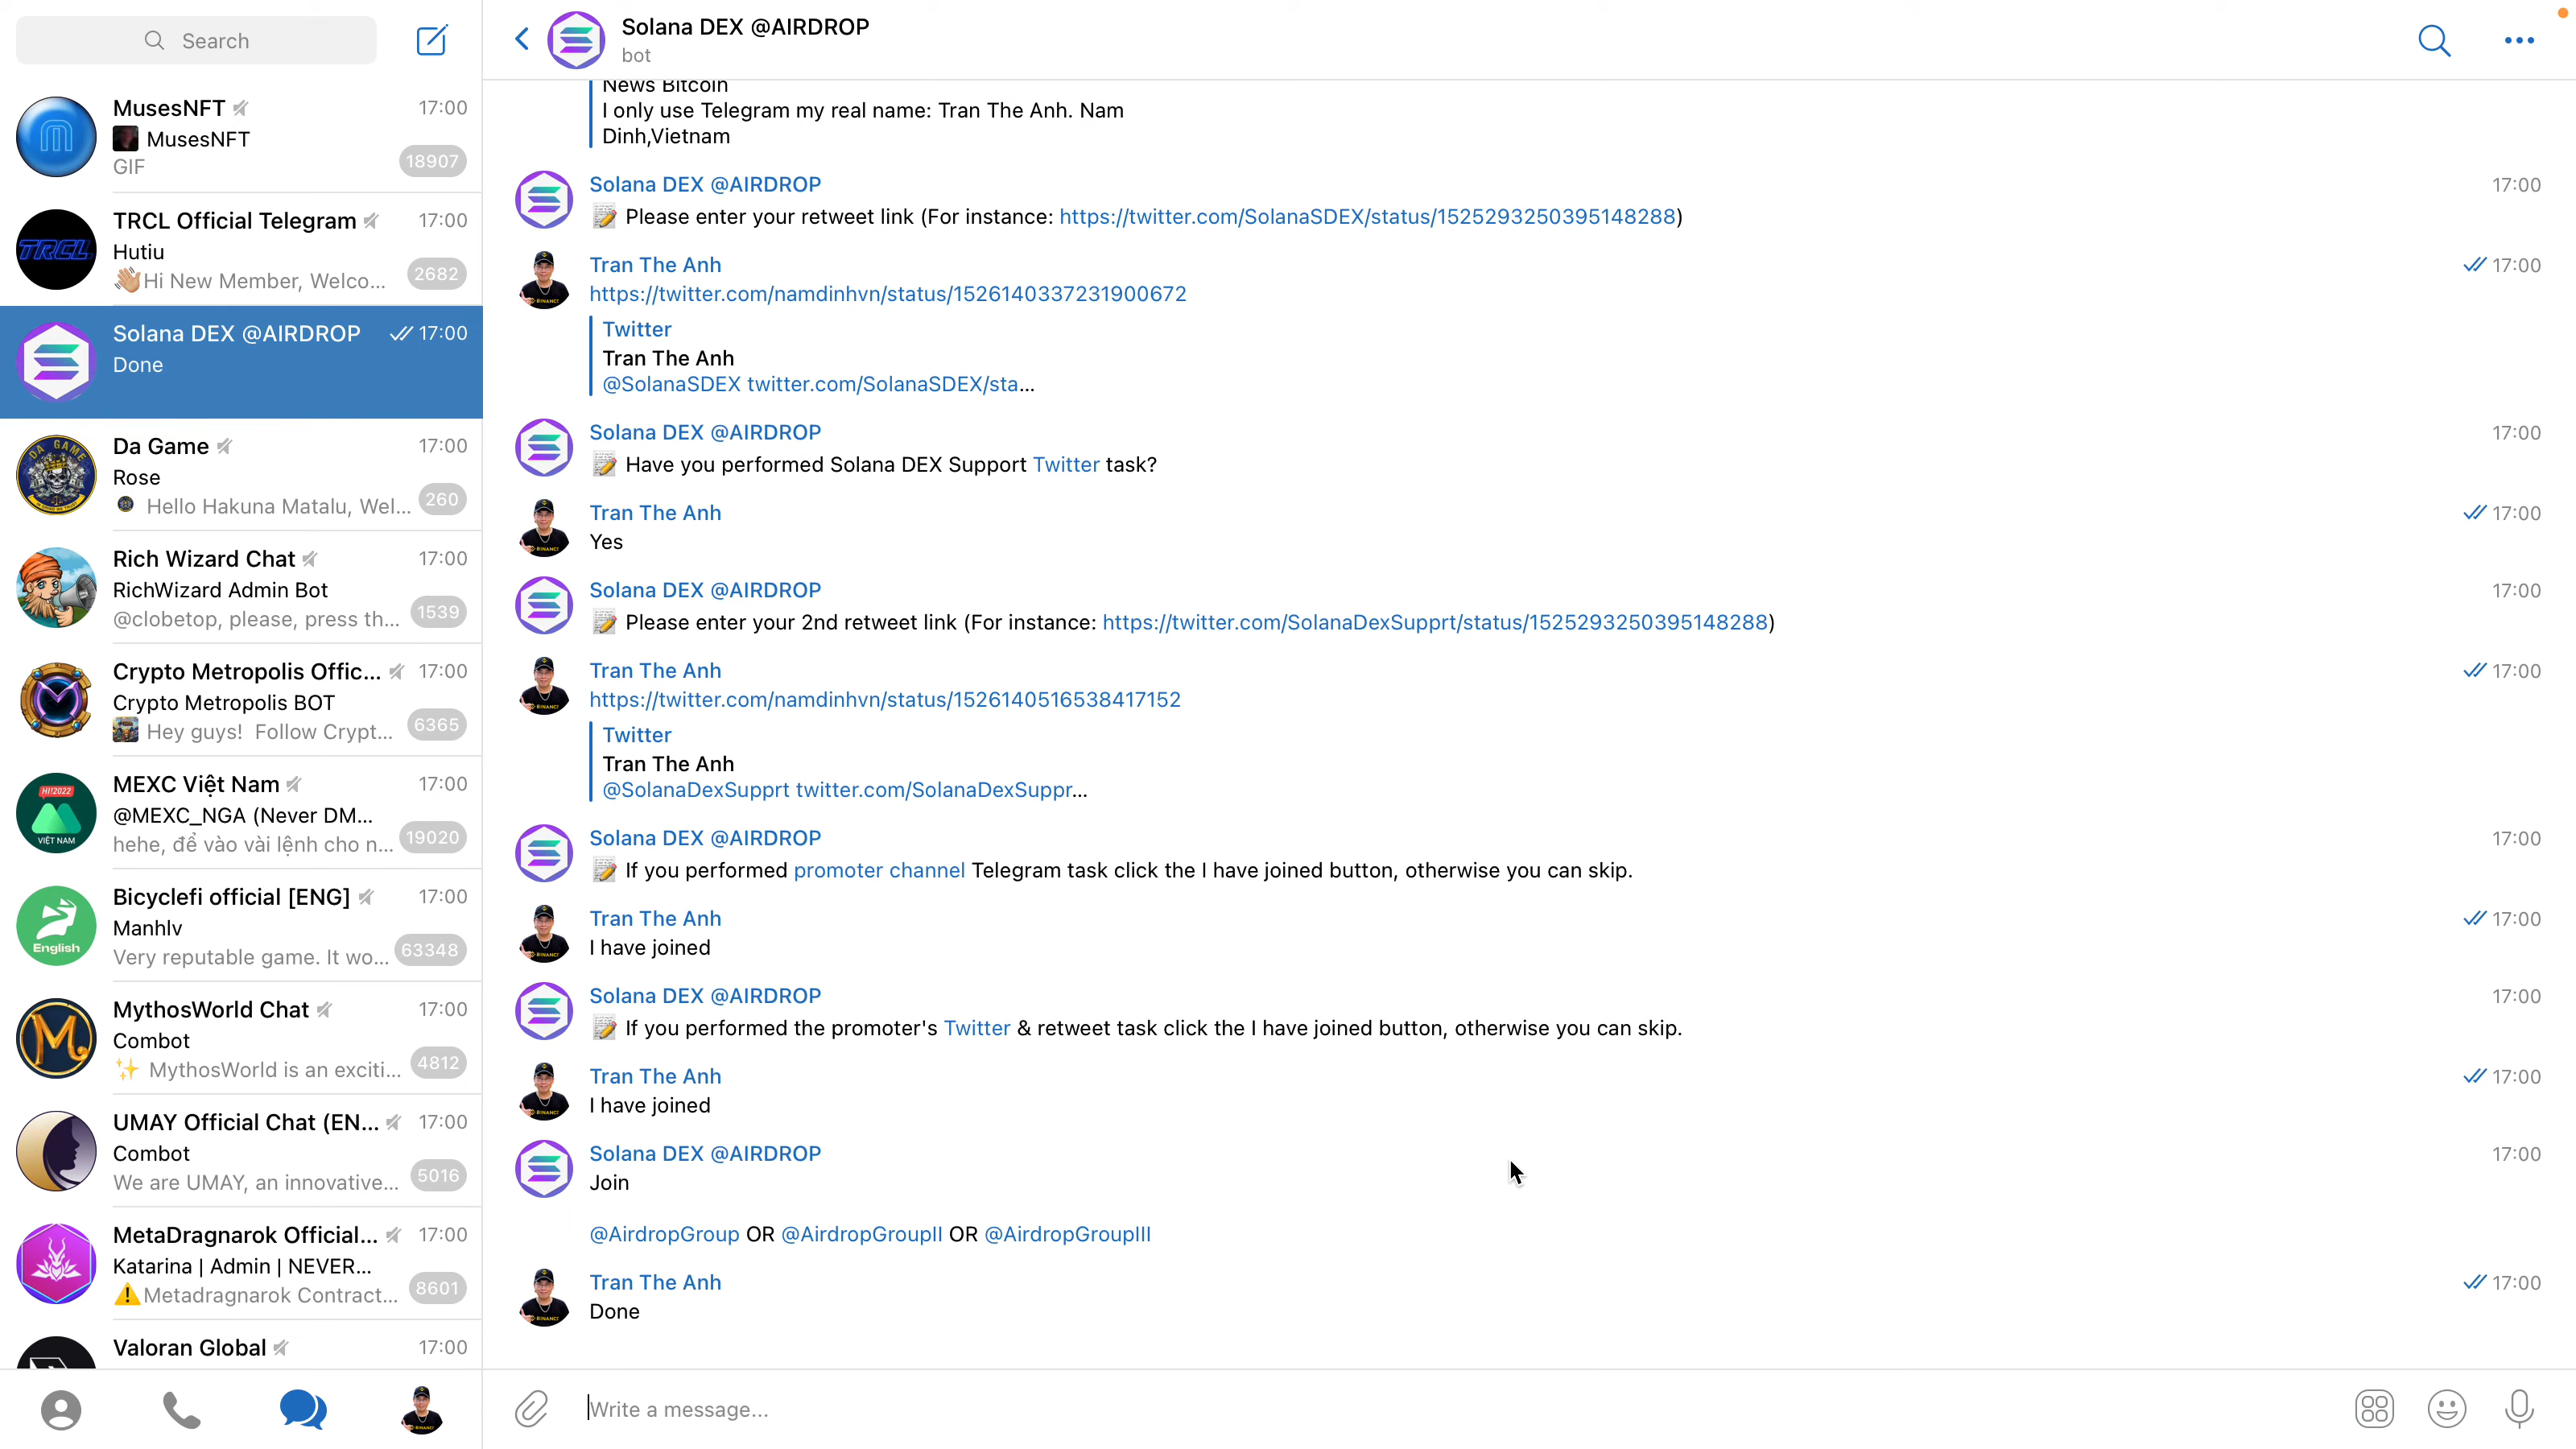 Search
MusesNFT 17:00
MusesNFT
GIF 18907
TRCL Official Telegram 17:00
TRCL
Hutiu
👋🏼Hi New Member, Welco... 2682
Solana DEX @AIRDROP 17:00
Done
Da Game 17:00
DA GAME
Rose
Hello Hakuna Matalu, Wel... 260
Rich Wizard Chat 17:00
RichWizard Admin Bot
@clobetop, please, press th... 1539
Crypto Metropolis Offic... 17:00
Crypto Metropolis BOT
Hey guys! Follow Crypt... 6365
MEXC Việt Nam 17:00
HI!2022
VIỆT NAM
@MEXC_NGA (Never DM...
hehe, để vào vài lệnh cho n... 19020
Bicyclefi official [ENG] 17:00
English
Manhlv
Very reputable game. It wo... 63348
MythosWorld Chat 17:00
Combot
✨ MythosWorld is an exciti... 4812
UMAY Official Chat (EN... 17:00
Combot
We are UMAY, an innovative... 5016
MetaDragnarok Official... 17:00
Katarina | Admin | NEVER...
⚠️Metadragnarok Contract... 8601
Valoran Global 17:00
Solana DEX @AIRDROP
bot
News Bitcoin
I only use Telegram my real name: Tran The Anh. Nam
Dinh,Vietnam
Solana DEX @AIRDROP 17:00
📝 Please enter your retweet link (For instance: https://twitter.com/SolanaSDEX/status/1525293250395148288)
Tran The Anh 17:00
https://twitter.com/namdinhvn/status/1526140337231900672
Twitter
Tran The Anh
@SolanaSDEX twitter.com/SolanaSDEX/sta...
Solana DEX @AIRDROP 17:00
📝 Have you performed Solana DEX Support Twitter task?
Tran The Anh 17:00
Yes
Solana DEX @AIRDROP 17:00
📝 Please enter your 2nd retweet link (For instance: https://twitter.com/SolanaDexSupprt/status/1525293250395148288)
Tran The Anh 17:00
https://twitter.com/namdinhvn/status/1526140516538417152
Twitter
Tran The Anh
@SolanaDexSupprt twitter.com/SolanaDexSuppr...
Solana DEX @AIRDROP 17:00
📝 If you performed promoter channel Telegram task click the I have joined button, otherwise you can skip.
Tran The Anh 17:00
I have joined
Solana DEX @AIRDROP 17:00
📝 If you performed the promoter's Twitter & retweet task click the I have joined button, otherwise you can skip.
Tran The Anh 17:00
I have joined
Solana DEX @AIRDROP 17:00
Join
@AirdropGroup OR @AirdropGroupII OR @AirdropGroupIII
Tran The Anh 17:00
Done
Write a message...